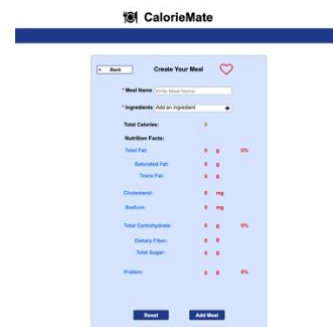 CalorieMate
< Back Create Your Meal
*Meal Name Write Meal Name
*Ingredients Add an ingredient +
Total Calories: 0
Nutrition Facts:
Total Fat: 0 g 0%
Saturated Fat: 0 g
Trans Fat: 0 g
Cholesterol: 0 mg
Sodium: 0 mg
Total Carbohydrate: 0 g 0%
Dietary Fiber: 0 g
Total Sugar: 0 g
Protein: 0 g 0%
Reset Add Meal